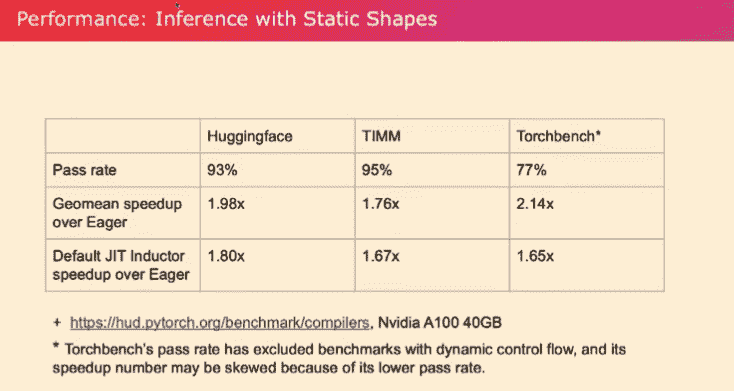 Performance: Inference with Static Shapes
Huggingface TIMM Torchbench*
Pass rate 93% 95% 77%
Geomean speedup 1.98x 1.76x 2.14x
over Eager
Default JIT Inductor 1.80x 1.67x 1.65x
speedup over Eager
+ https://hud.pytorch.org/benchmark/compilers, Nvidia A100 40GB
* Torchbench's pass rate has excluded benchmarks with dynamic control flow, and its
speedup number may be skewed because of its lower pass rate.